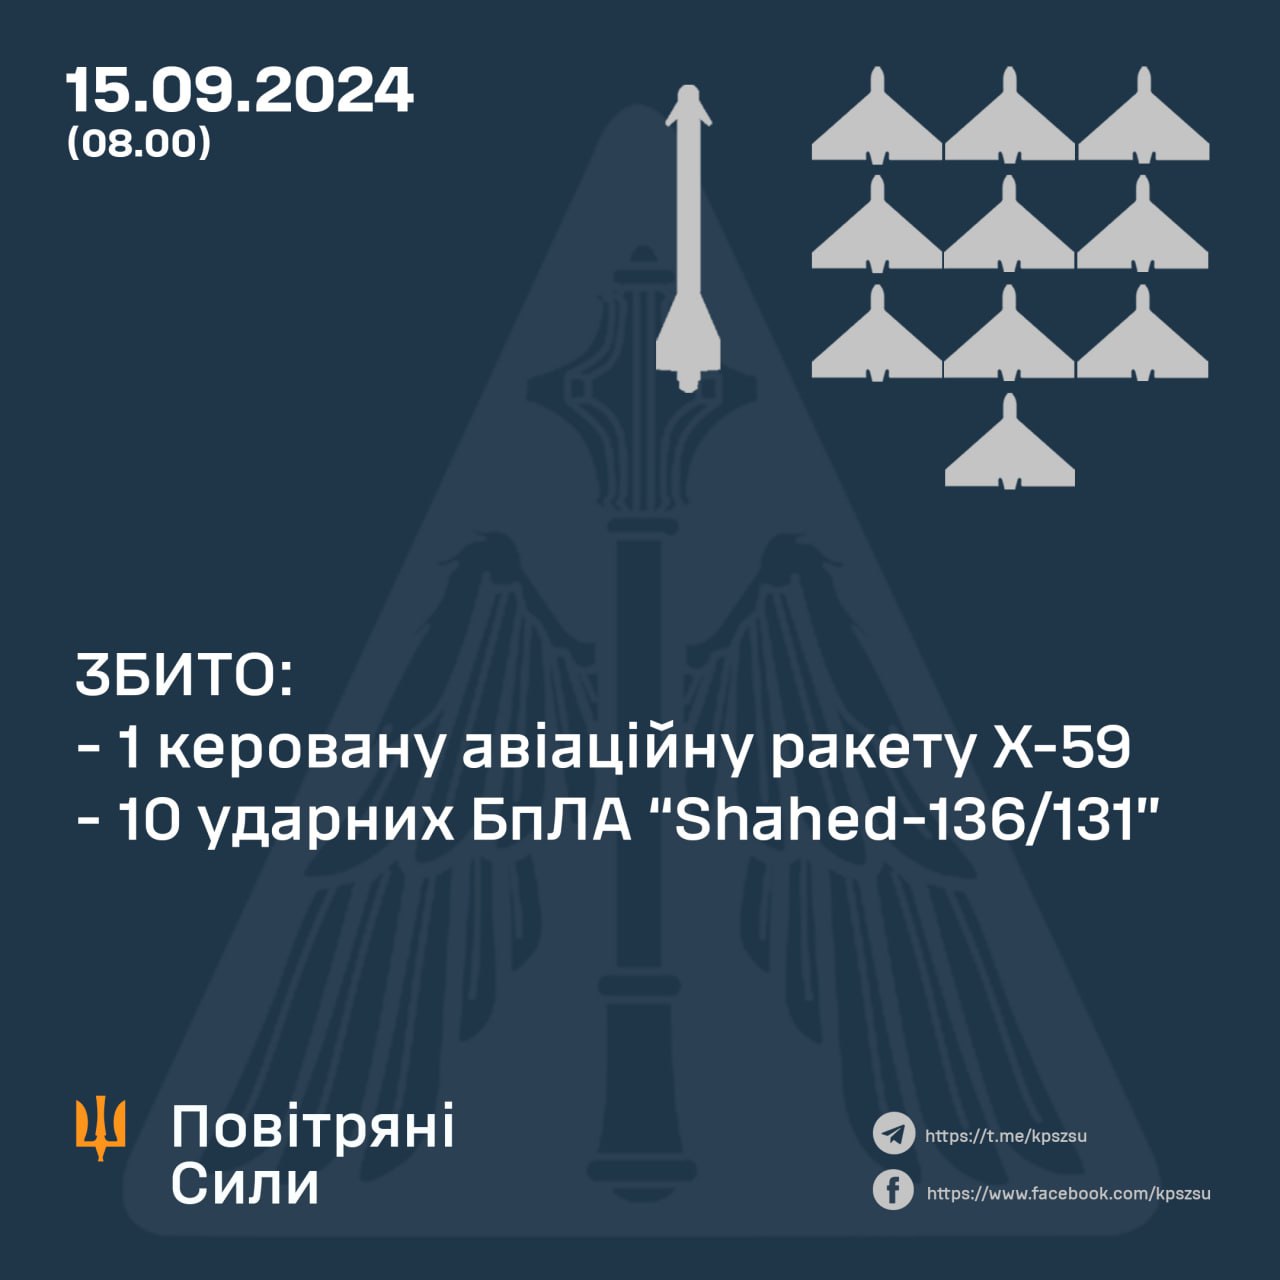 15.09.2024
(08.00)
ЗБИТО:
- 1 керовану авіаційну ракету Х-59
- 10 ударних БпЛА “Shahed-136/131”
Повітряні
Сили
https://t.me/kpszsu
https://www.facebook.com/kpszsu